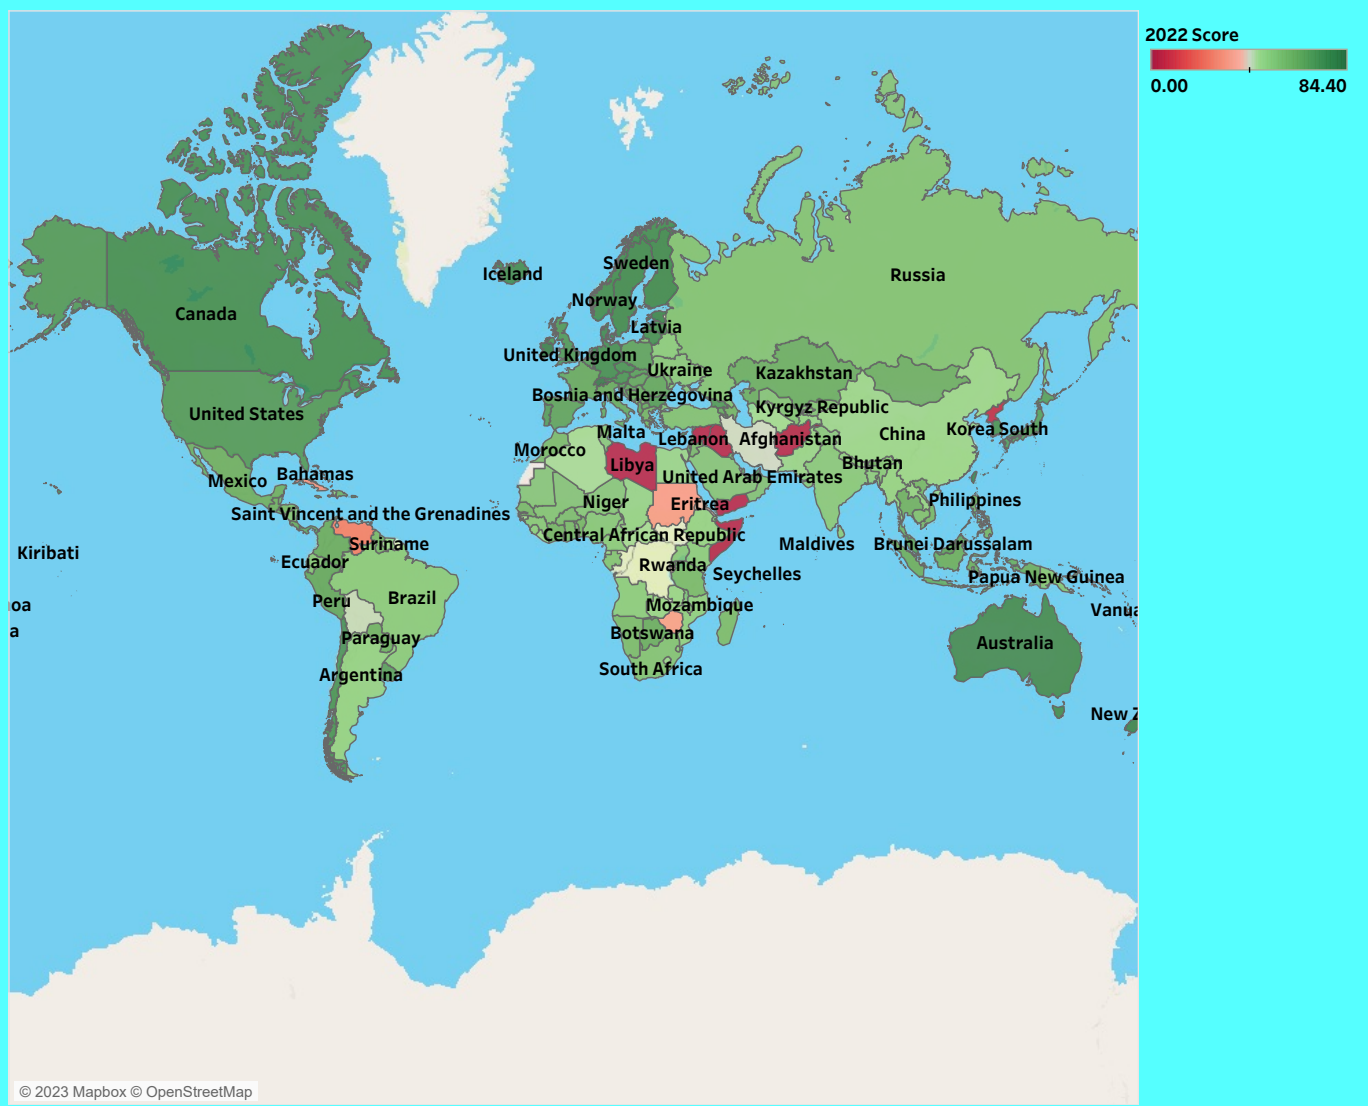 2022 Score
0.00 84.40
Iceland
Sweden
Russia
Norway
Canada
Latvia
United Kingdom
Ukraine
Kazakhstan
Bosnia and Herzegovina
Kyrgyz Republic
United States
Korea South
Malta
China
Lebanon
Afghanistan
Morocco
Libya
Bhutan
Bahamas
United Arab Emirates
Mexico
Niger
Eritrea
Philippines
Saint Vincent and the Grenadines
Central African Republic
Suriname
Maldives
Brunei Darussalam
Kiribati
Ecuador
Rwanda
Seychelles
Papua New Guinea
Peru
Brazil
Mozambique
oa
Vanua
a
Botswana
Paraguay
Australia
South Africa
Argentina
New Z
© 2023 Mapbox © OpenStreetMap